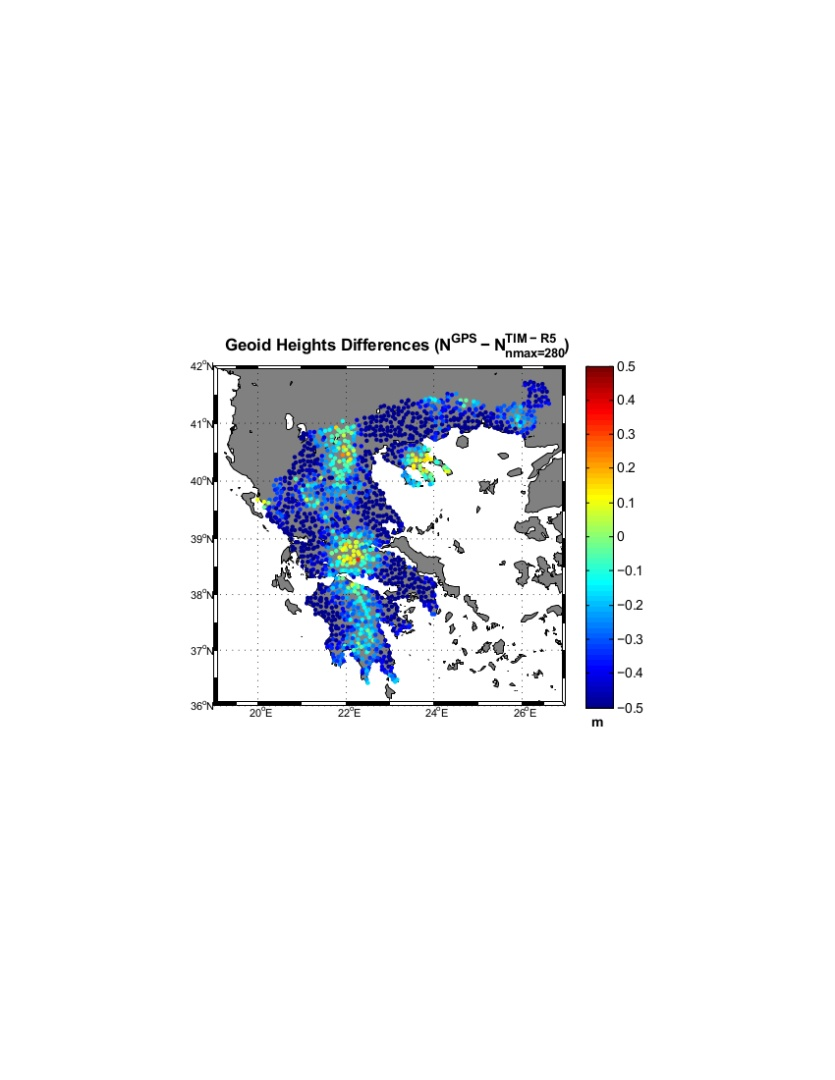 Geoid Heights Differences (N^GPS − N^TIM − R5_nmax=280)
42°N
41°N
40°N
39°N
38°N
37°N
36°N
20°E
22°E
24°E
26°E
0.5
0.4
0.3
0.2
0.1
0
−0.1
−0.2
−0.3
−0.4
−0.5
m